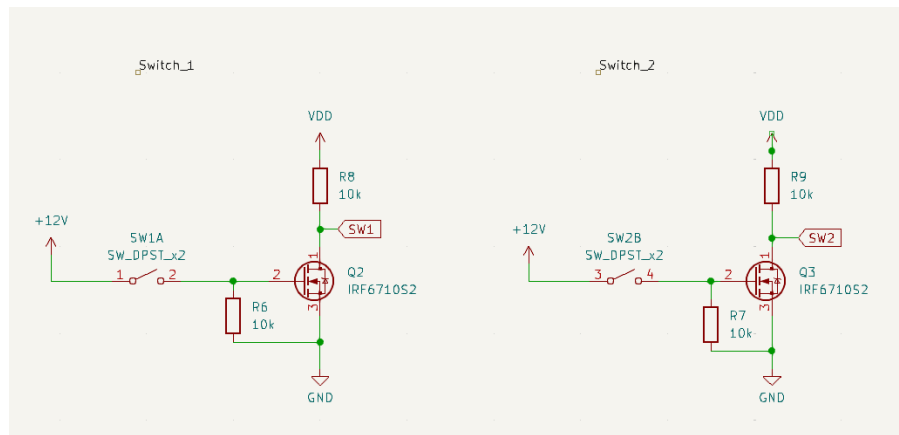 Switch_1
Switch_2
VDD
VDD
R8
10k
R9
10k
+12V
SW1
+12V
SW2
SW1A
SW_DPST_x2
SW2B
SW_DPST_x2
1
2
2
1
3
Q2
IRF6710S2
3
4
2
1
3
Q3
IRF6710S2
R6
10k
R7
10k
GND
GND